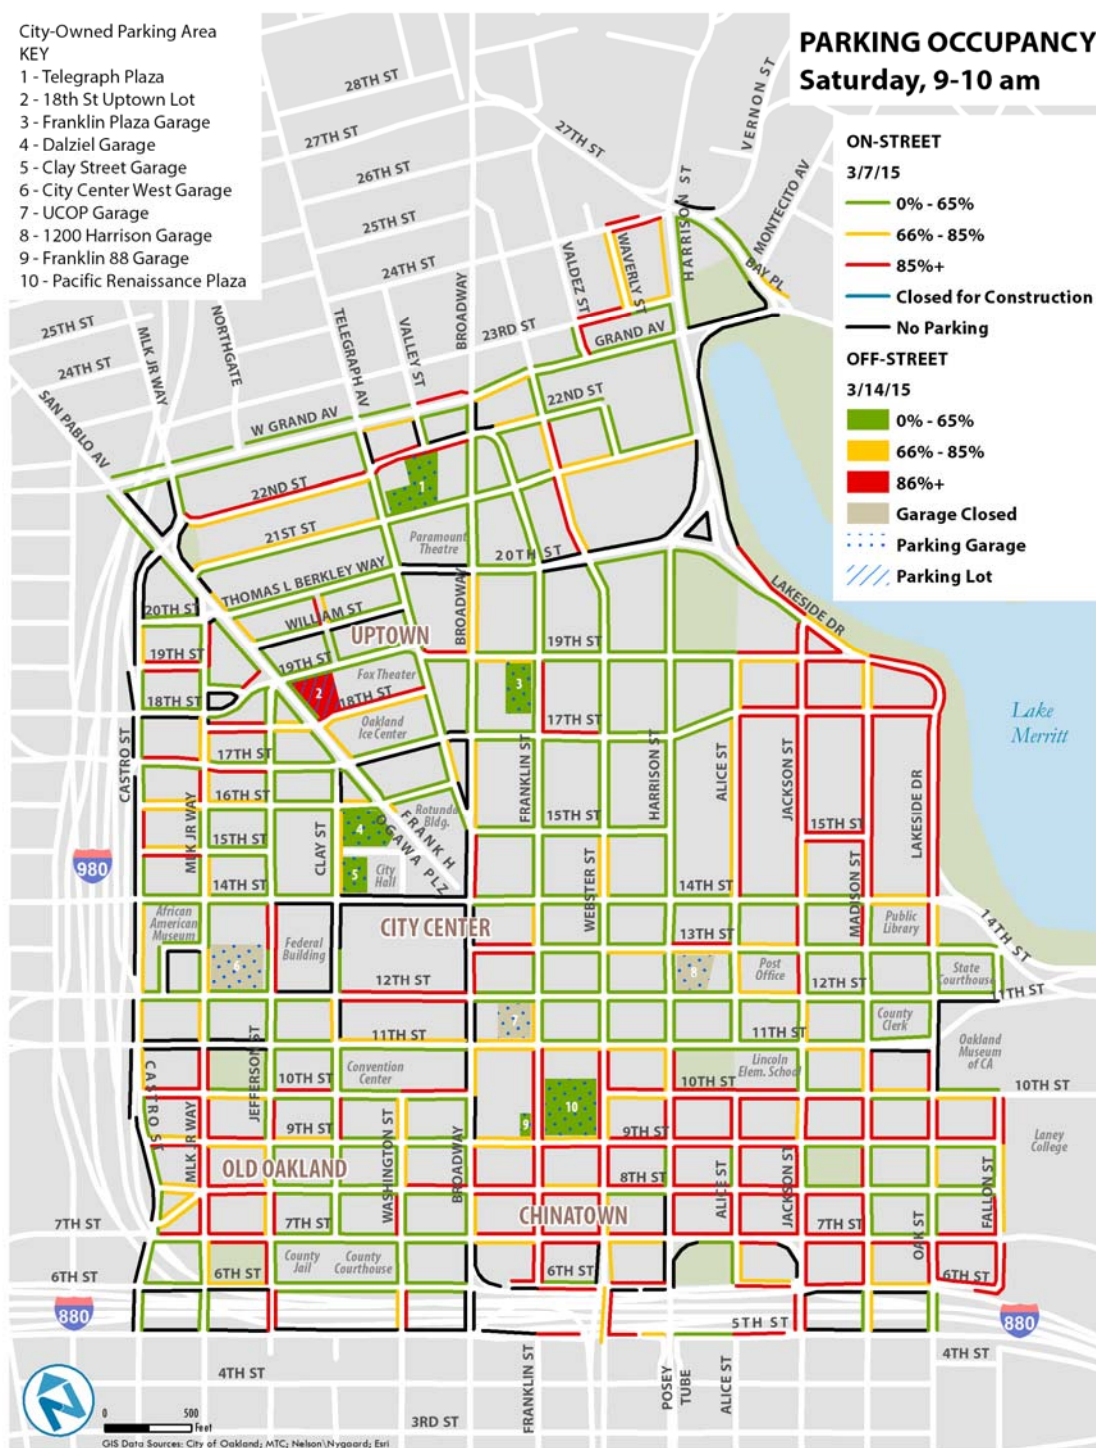 City-Owned Parking Area
KEY
1 - Telegraph Plaza
2 - 18th St Uptown Lot
3 - Franklin Plaza Garage
4 - Dalziel Garage
5 - Clay Street Garage
6 - City Center West Garage
7 - UCOP Garage
8 - 1200 Harrison Garage
9 - Franklin 88 Garage
10 - Pacific Renaissance Plaza
PARKING OCCUPANCY
Saturday, 9-10 am
ON-STREET
3/7/15
0% - 65%
66% - 85%
85%+
Closed for Construction
No Parking
OFF-STREET
3/14/15
0% - 65%
66% - 85%
86%+
Garage Closed
Parking Garage
Parking Lot
28TH ST
27TH ST
27TH ST
26TH ST
25TH ST
24TH ST
23RD ST
VERNON ST
MONTECITO AV
HARRISON ST
BAY PL
WAVERLY ST
VALDEZ ST
GRAND AV
BROADWAY
VALLEY ST
TELEGRAPH AV
NORTHGATE
MLK JR WAY
25TH ST
24TH ST
SAN PABLO AV
W GRAND AV
22ND ST
22ND ST
21ST ST
1
Paramount
Theatre
20TH ST
THOMAS L BERKLEY WAY
WILLIAM ST
UPTOWN
BROADWAY
LAKESIDE DR
20TH ST
19TH ST
19TH ST
19TH ST
Fox Theater
18TH ST
18TH ST
2
3
Oakland
Ice Center
17TH ST
17TH ST
Lake
Merritt
CASTRO ST
FRANKLIN ST
HARRISON ST
ALICE ST
JACKSON ST
LAKESIDE DR
16TH ST
MLK JR WAY
15TH ST
15TH ST
15TH ST
CLAY ST
4
5
FRANK H
OGAWA PLZ
Rotunda
Bldg.
City
Hall
980
14TH ST
14TH ST
14TH ST
WEBSTER ST
MADISON ST
African
American
Museum
Federal
Building
CITY CENTER
13TH ST
Public
Library
6
12TH ST
8
Post
Office
12TH ST
State
Courthouse
11TH ST
7
11TH ST
11TH ST
County
Clerk
CASTRO ST
JEFFERSON ST
10TH ST
Convention
Center
10TH ST
Lincoln
Elem. School
Oakland
Museum
of CA
10TH ST
MLK JR WAY
9TH ST
WASHINGTON ST
BROADWAY
9
10
9TH ST
Laney
College
OLD OAKLAND
8TH ST
ALICE ST
JACKSON ST
FALLON ST
7TH ST
7TH ST
CHINATOWN
7TH ST
OAK ST
6TH ST
6TH ST
County
Jail
County
Courthouse
6TH ST
6TH ST
880
5TH ST
880
4TH ST
4TH ST
FRANKLIN ST
POSEY
TUBE
ALICE ST
3RD ST
0 500
Feet
GIS Data Sources: City of Oakland; MTC; Nelson\Nygaard; Esri